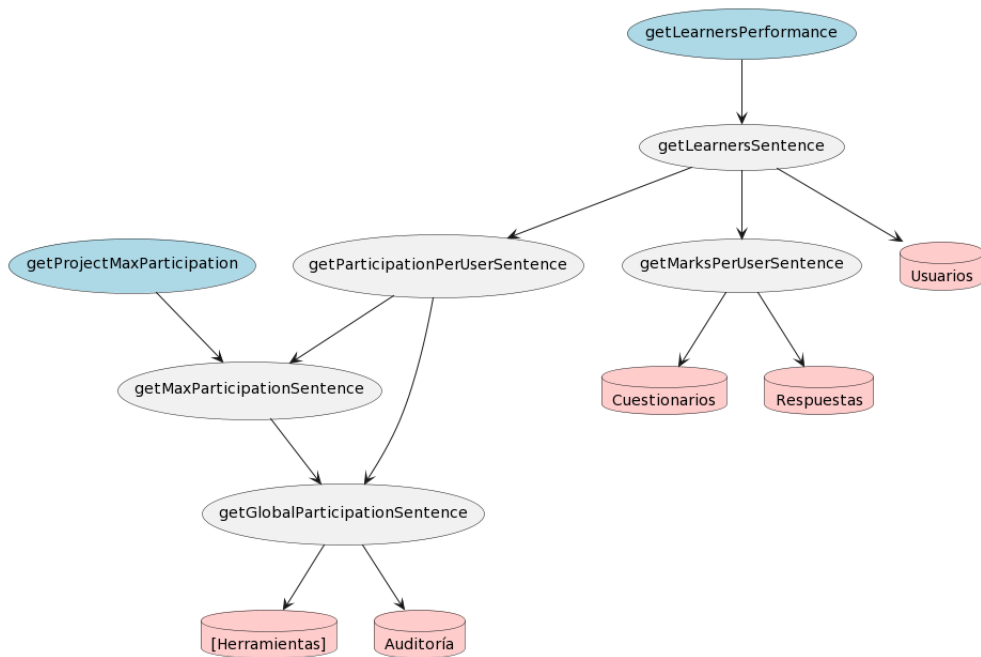 getLearnersPerformance
getLearnersSentence
getProjectMaxParticipation
getParticipationPerUserSentence
getMarksPerUserSentence
Usuarios
getMaxParticipationSentence
Cuestionarios
Respuestas
getGlobalParticipationSentence
[Herramientas]
Auditoría